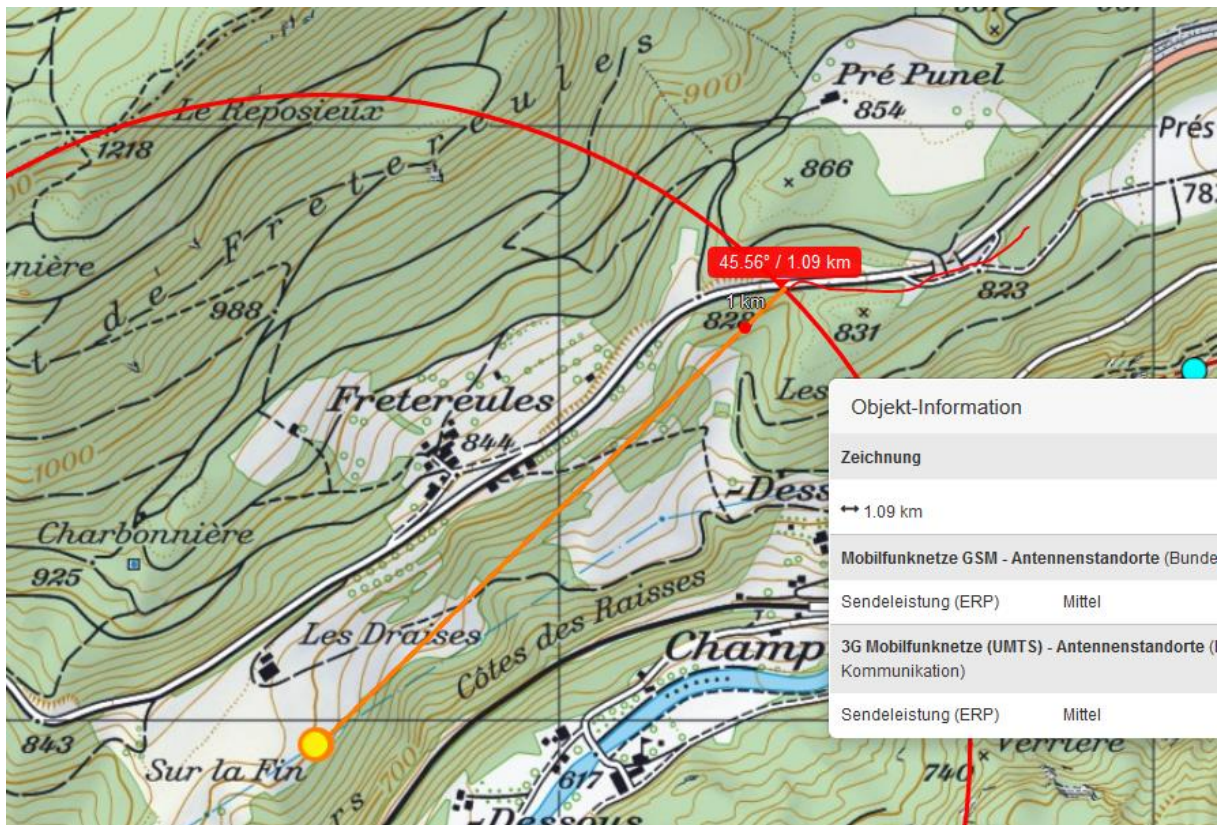 Le Reposieux
1218
t d é F r e t e r e u l e s
900
Pré Punel
854
866
Prés
78
nière
988
45.56° / 1.09 km
1 km
828
823
831
Les
Fretereules
844
1000
Charbonnière
925
-Dess
Les Draises
Côtes des Raisses
Champ
843
Sur la Fin
700
rs
617
-Dessous
740
Verrière
Objekt-Information
Zeichnung
1.09 km
Mobilfunknetze GSM - Antennenstandorte (Bunde
Sendeleistung (ERP) Mittel
3G Mobilfunknetze (UMTS) - Antennenstandorte (
Kommunikation)
Sendeleistung (ERP) Mittel